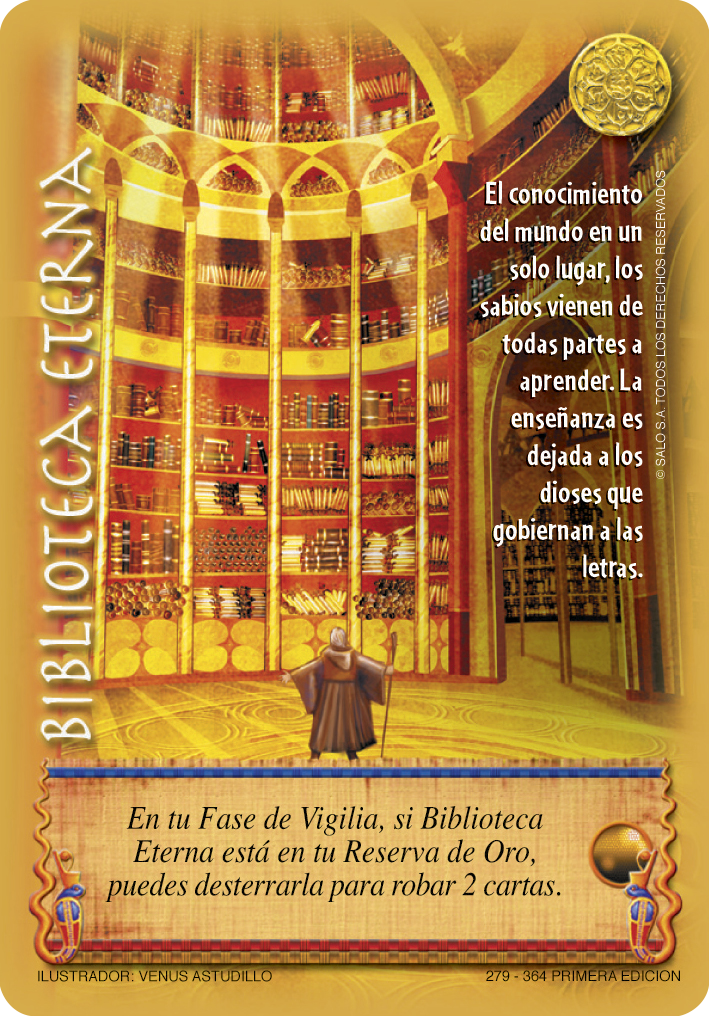 BIBLIOTECA ETERNA
El conocimiento
del mundo en un
solo lugar, los
sabios vienen de
todas partes a
aprender. La
enseñanza es
dejada a los
dioses que
gobiernan a las
letras.
© SALO S.A. TODOS LOS DERECHOS RESERVADOS
En tu Fase de Vigilia, si Biblioteca
Eterna está en tu Reserva de Oro,
puedes desterrarla para robar 2 cartas.
ILUSTRADOR: VENUS ASTUDILLO
279 - 364 PRIMERA EDICION